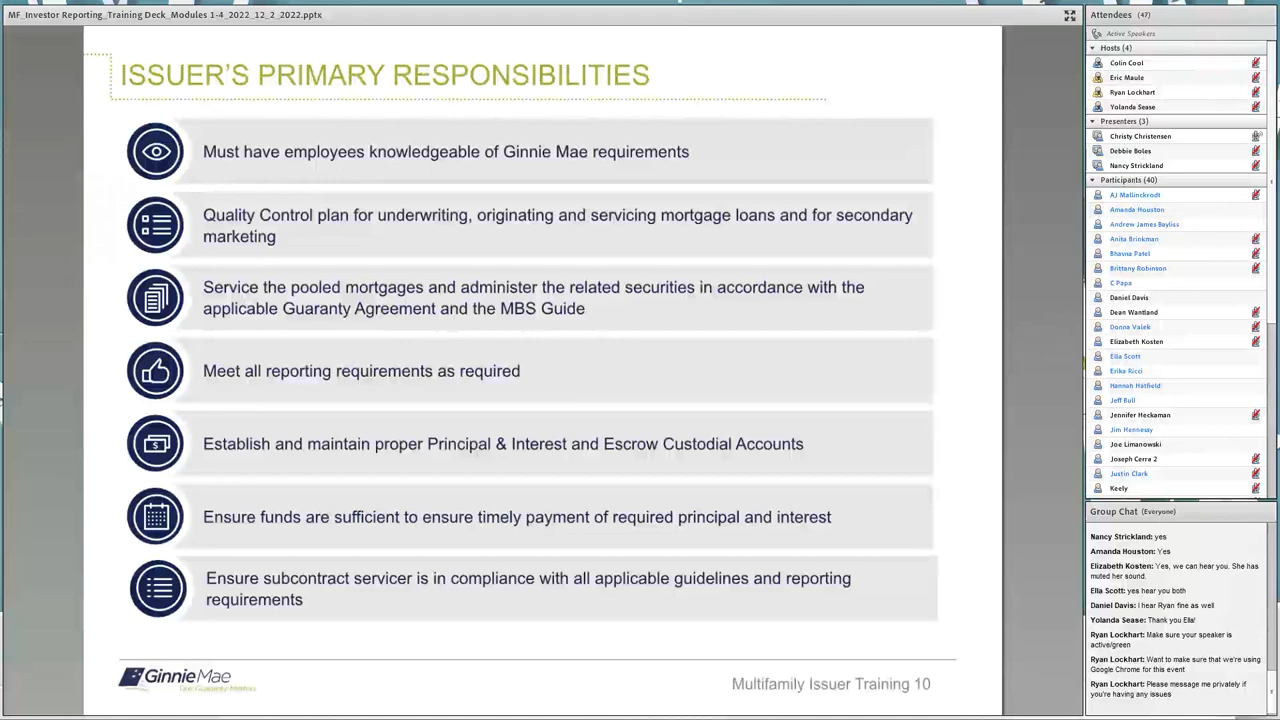 MF_Investor Reporting_Training Deck_Modules 1-4_2022_12_2_2022.pptx
ISSUER'S PRIMARY RESPONSIBILITIES
Must have employees knowledgeable of Ginnie Mae requirements
Quality Control plan for underwriting, originating and servicing mortgage loans and for secondary
marketing
Service the pooled mortgages and administer the related securities in accordance with the
applicable Guaranty Agreement and the MBS Guide
Meet all reporting requirements as required
Establish and maintain proper Principal & Interest and Escrow Custodial Accounts
Ensure funds are sufficient to ensure timely payment of required principal and interest
Ensure subcontract servicer is in compliance with all applicable guidelines and reporting
requirements
GinnieMae
Our Guaranty Matters
Multifamily Issuer Training 10
Attendees (47)
Active Speakers
Hosts (4)
Colin Cool
Eric Maule
Ryan Lockhart
Yolanda Sease
Presenters (3)
Christy Christensen
Debbie Boles
Nancy Strickland
Participants (40)
AJ Mallinckrodt
Amanda Houston
Andrew James Bayliss
Anita Brinkman
Bhavna Patel
Brittany Robinson
C Papa
Daniel Davis
Dean Wantland
Donna Valek
Elizabeth Kosten
Ella Scott
Erika Ricci
Hannah Hatfield
Jeff Bull
Jennifer Heckaman
Jim Hennessy
Joe Limanowski
Joseph Cerra 2
Justin Clark
Keely
Group Chat (Everyone)
Nancy Strickland: yes
Amanda Houston: Yes
Elizabeth Kosten: Yes, we can hear you. She has
muted her sound.
Ella Scott: yes hear you both
Daniel Davis: I hear Ryan fine as well
Yolanda Sease: Thank you Ella!
Ryan Lockhart: Make sure your speaker is
active/green
Ryan Lockhart: Want to make sure that we're using
Google Chrome for this event
Ryan Lockhart: Please message me privately if
you're having any issues